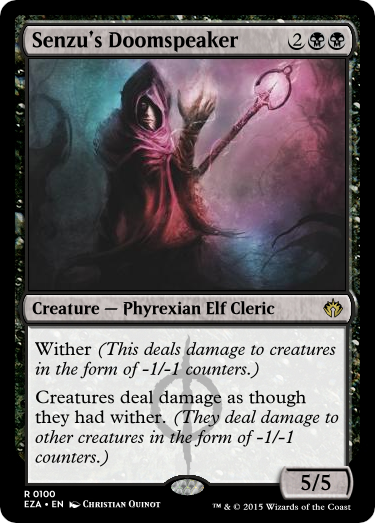 Senzu's Doomspeaker 2
Creature — Phyrexian Elf Cleric
Wither (This deals damage to creatures
in the form of -1/-1 counters.)
Creatures deal damage as though
they had wither. (They deal damage to
other creatures in the form of -1/-1
counters.)
5/5
R 0100
EZA • EN Christian Quinot
™ & © 2015 Wizards of the Coast